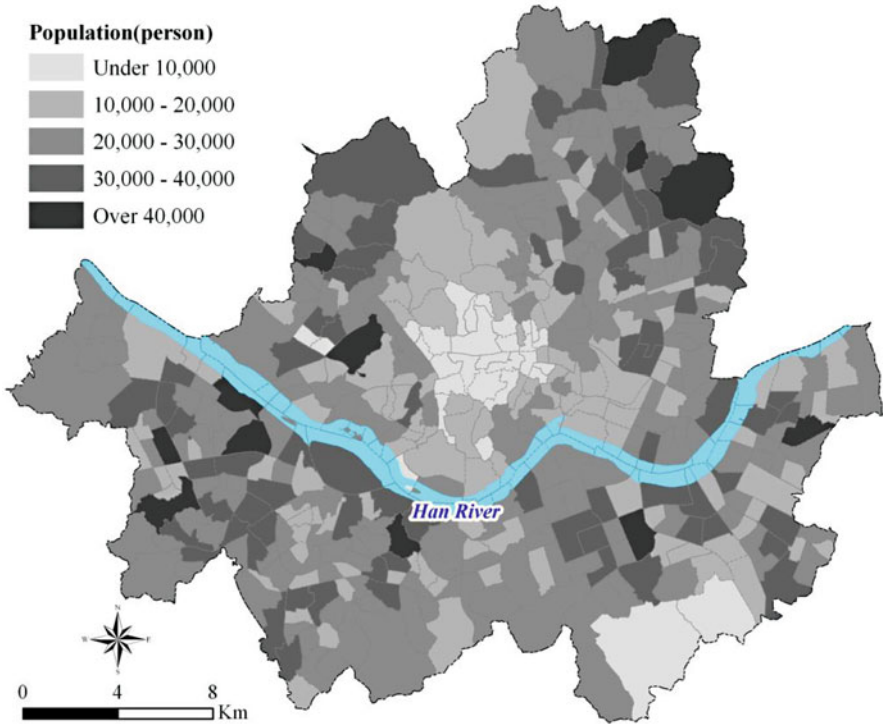 Population(person)
Under 10,000
10,000 - 20,000
20,000 - 30,000
30,000 - 40,000
Over 40,000
Han River
N
W E
S
0 4 8
Km